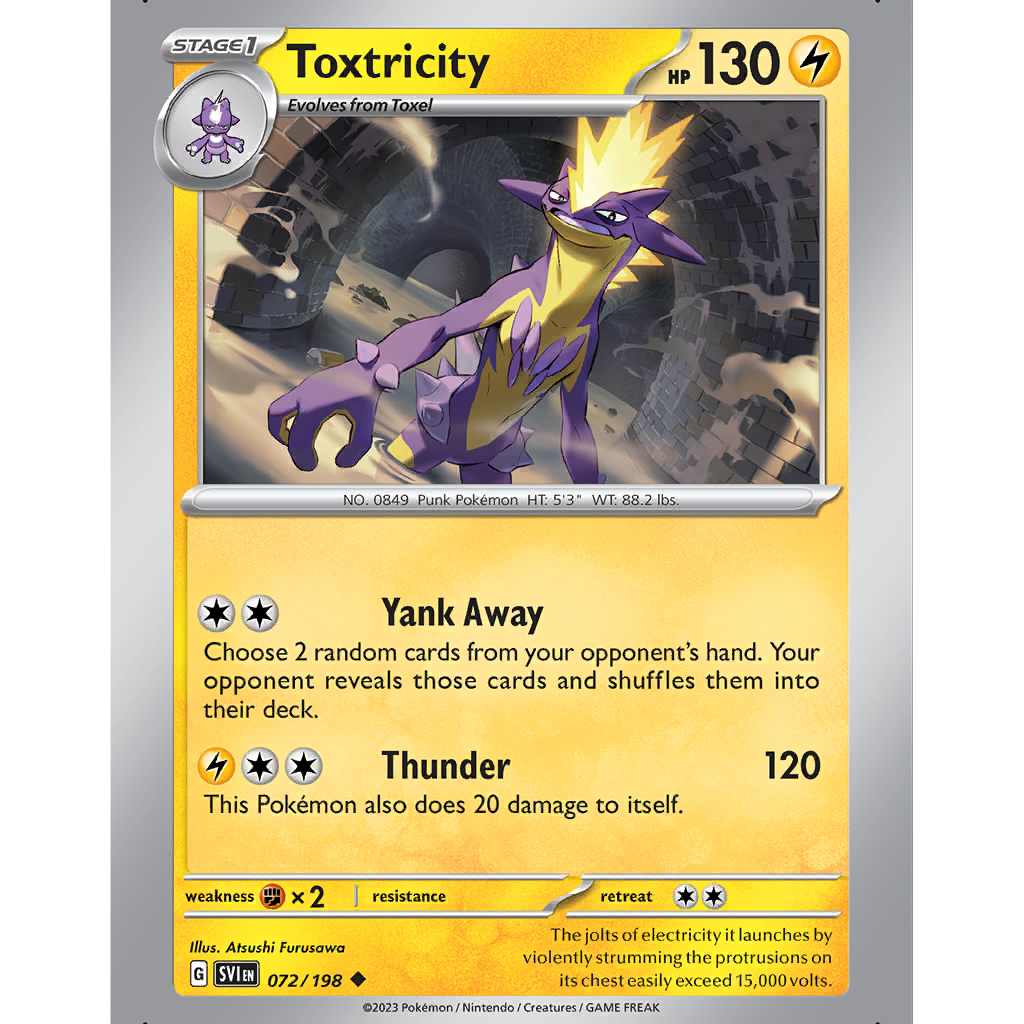 STAGE1
Toxtricity
HP 130
Evolves from Toxel
NO. 0849 Punk Pokémon HT: 5'3" WT: 88.2 lbs.
Yank Away
Choose 2 random cards from your opponent's hand. Your
opponent reveals those cards and shuffles them into
their deck.
Thunder 120
This Pokémon also does 20 damage to itself.
weakness ×2 resistance retreat
Illus. Atsushi Furusawa
The jolts of electricity it launches by
violently strumming the protrusions on
its chest easily exceed 15,000 volts.
G SVI EN 072/198
©2023 Pokémon / Nintendo / Creatures / GAME FREAK